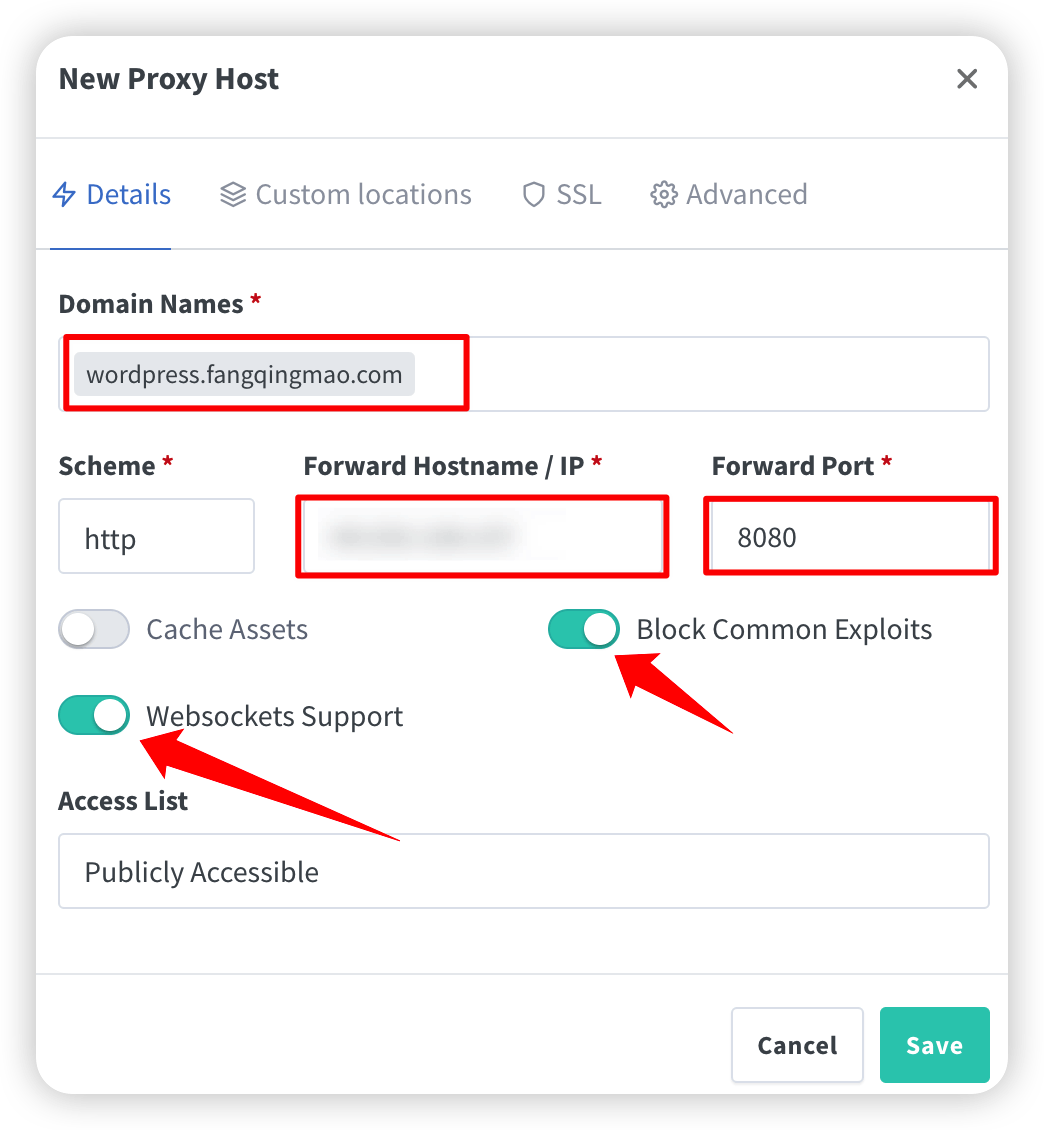 New Proxy Host
Details Custom locations SSL Advanced
Domain Names *
wordpress.fangqingmao.com
Scheme * Forward Hostname / IP * Forward Port *
http 8080
Cache Assets Block Common Exploits
Websockets Support
Access List
Publicly Accessible
Cancel Save